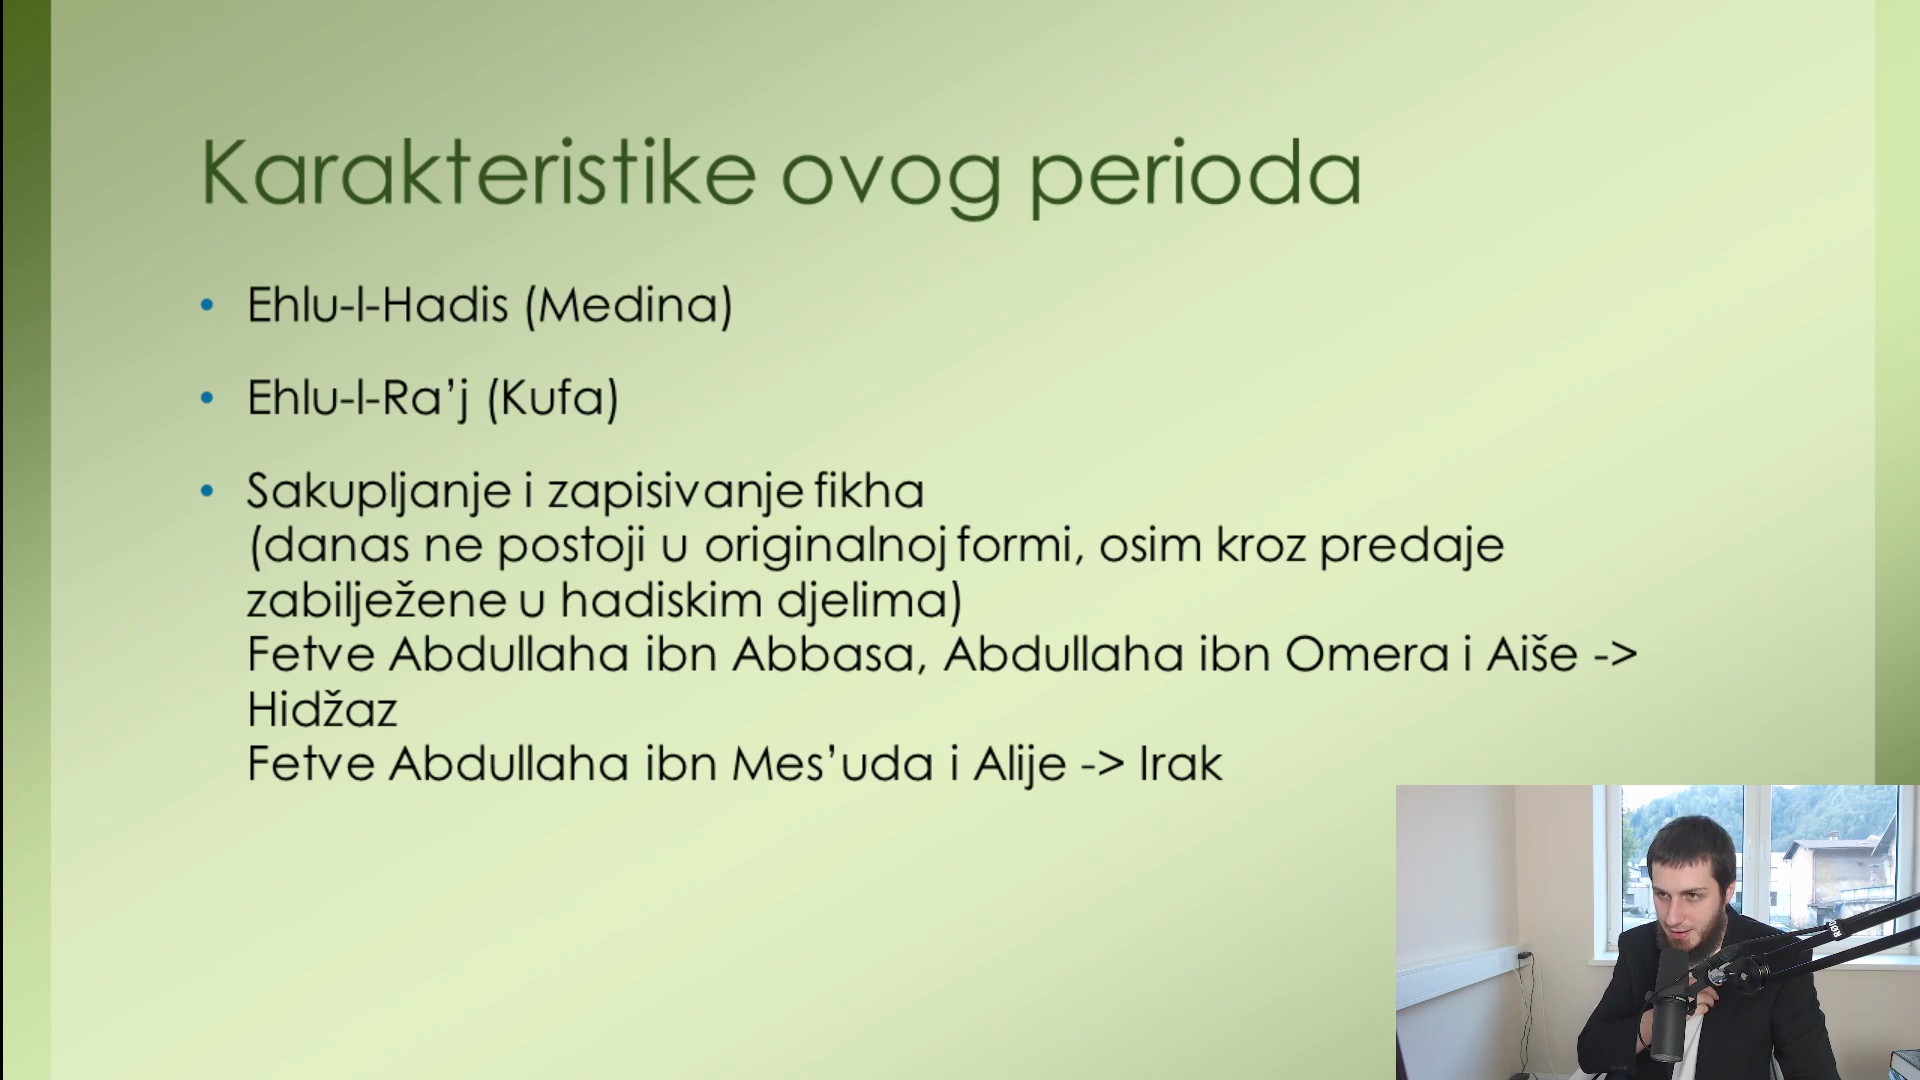 Karakteristike ovog perioda
• Ehlu-l-Hadis (Medina)
• Ehlu-l-Ra’j (Kufa)
• Sakupljanje i zapisivanje fikha
(danas ne postoji u originalnoj formi, osim kroz predaje
zabilježene u hadiskim djelima)
Fetve Abdullaha ibn Abbasa, Abdullaha ibn Omera i Aiše ->
Hidžaz
Fetve Abdullaha ibn Mes’uda i Alije -> Irak